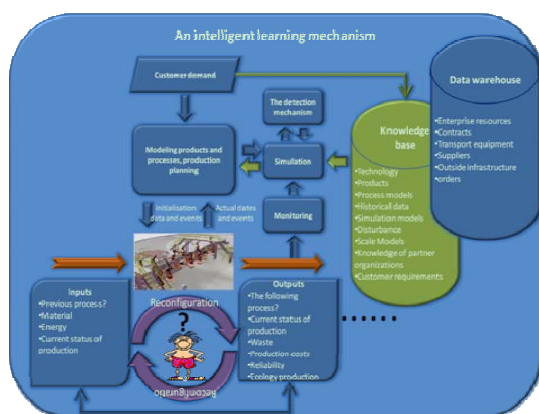 An intelligent learning mechanism
Customer demand
Data warehouse
•Enterprise resources
•Contracts
•Transport equipment
•Suppliers
•Outside infrastructure
•orders
The detection
mechanism
Knowledge
base
•Technology
•Products
•Process models
•Historical data
•Simulation models
•Disturbance
•Scale Models
•Knowledge of partner
organizations
•Customer requirements
Modeling products and
processes, production
planning
Simulation
Initialisation
data and events
Actual dates
and events
Monitoring
Inputs
•Previous process?
•Material
•Energy
•Current status of
production
Reconfiguration
?
Reconfiguration
Outputs
•The following
process?
•Current status of
production
•Waste
•Production costs
•Reliability
•Ecology production